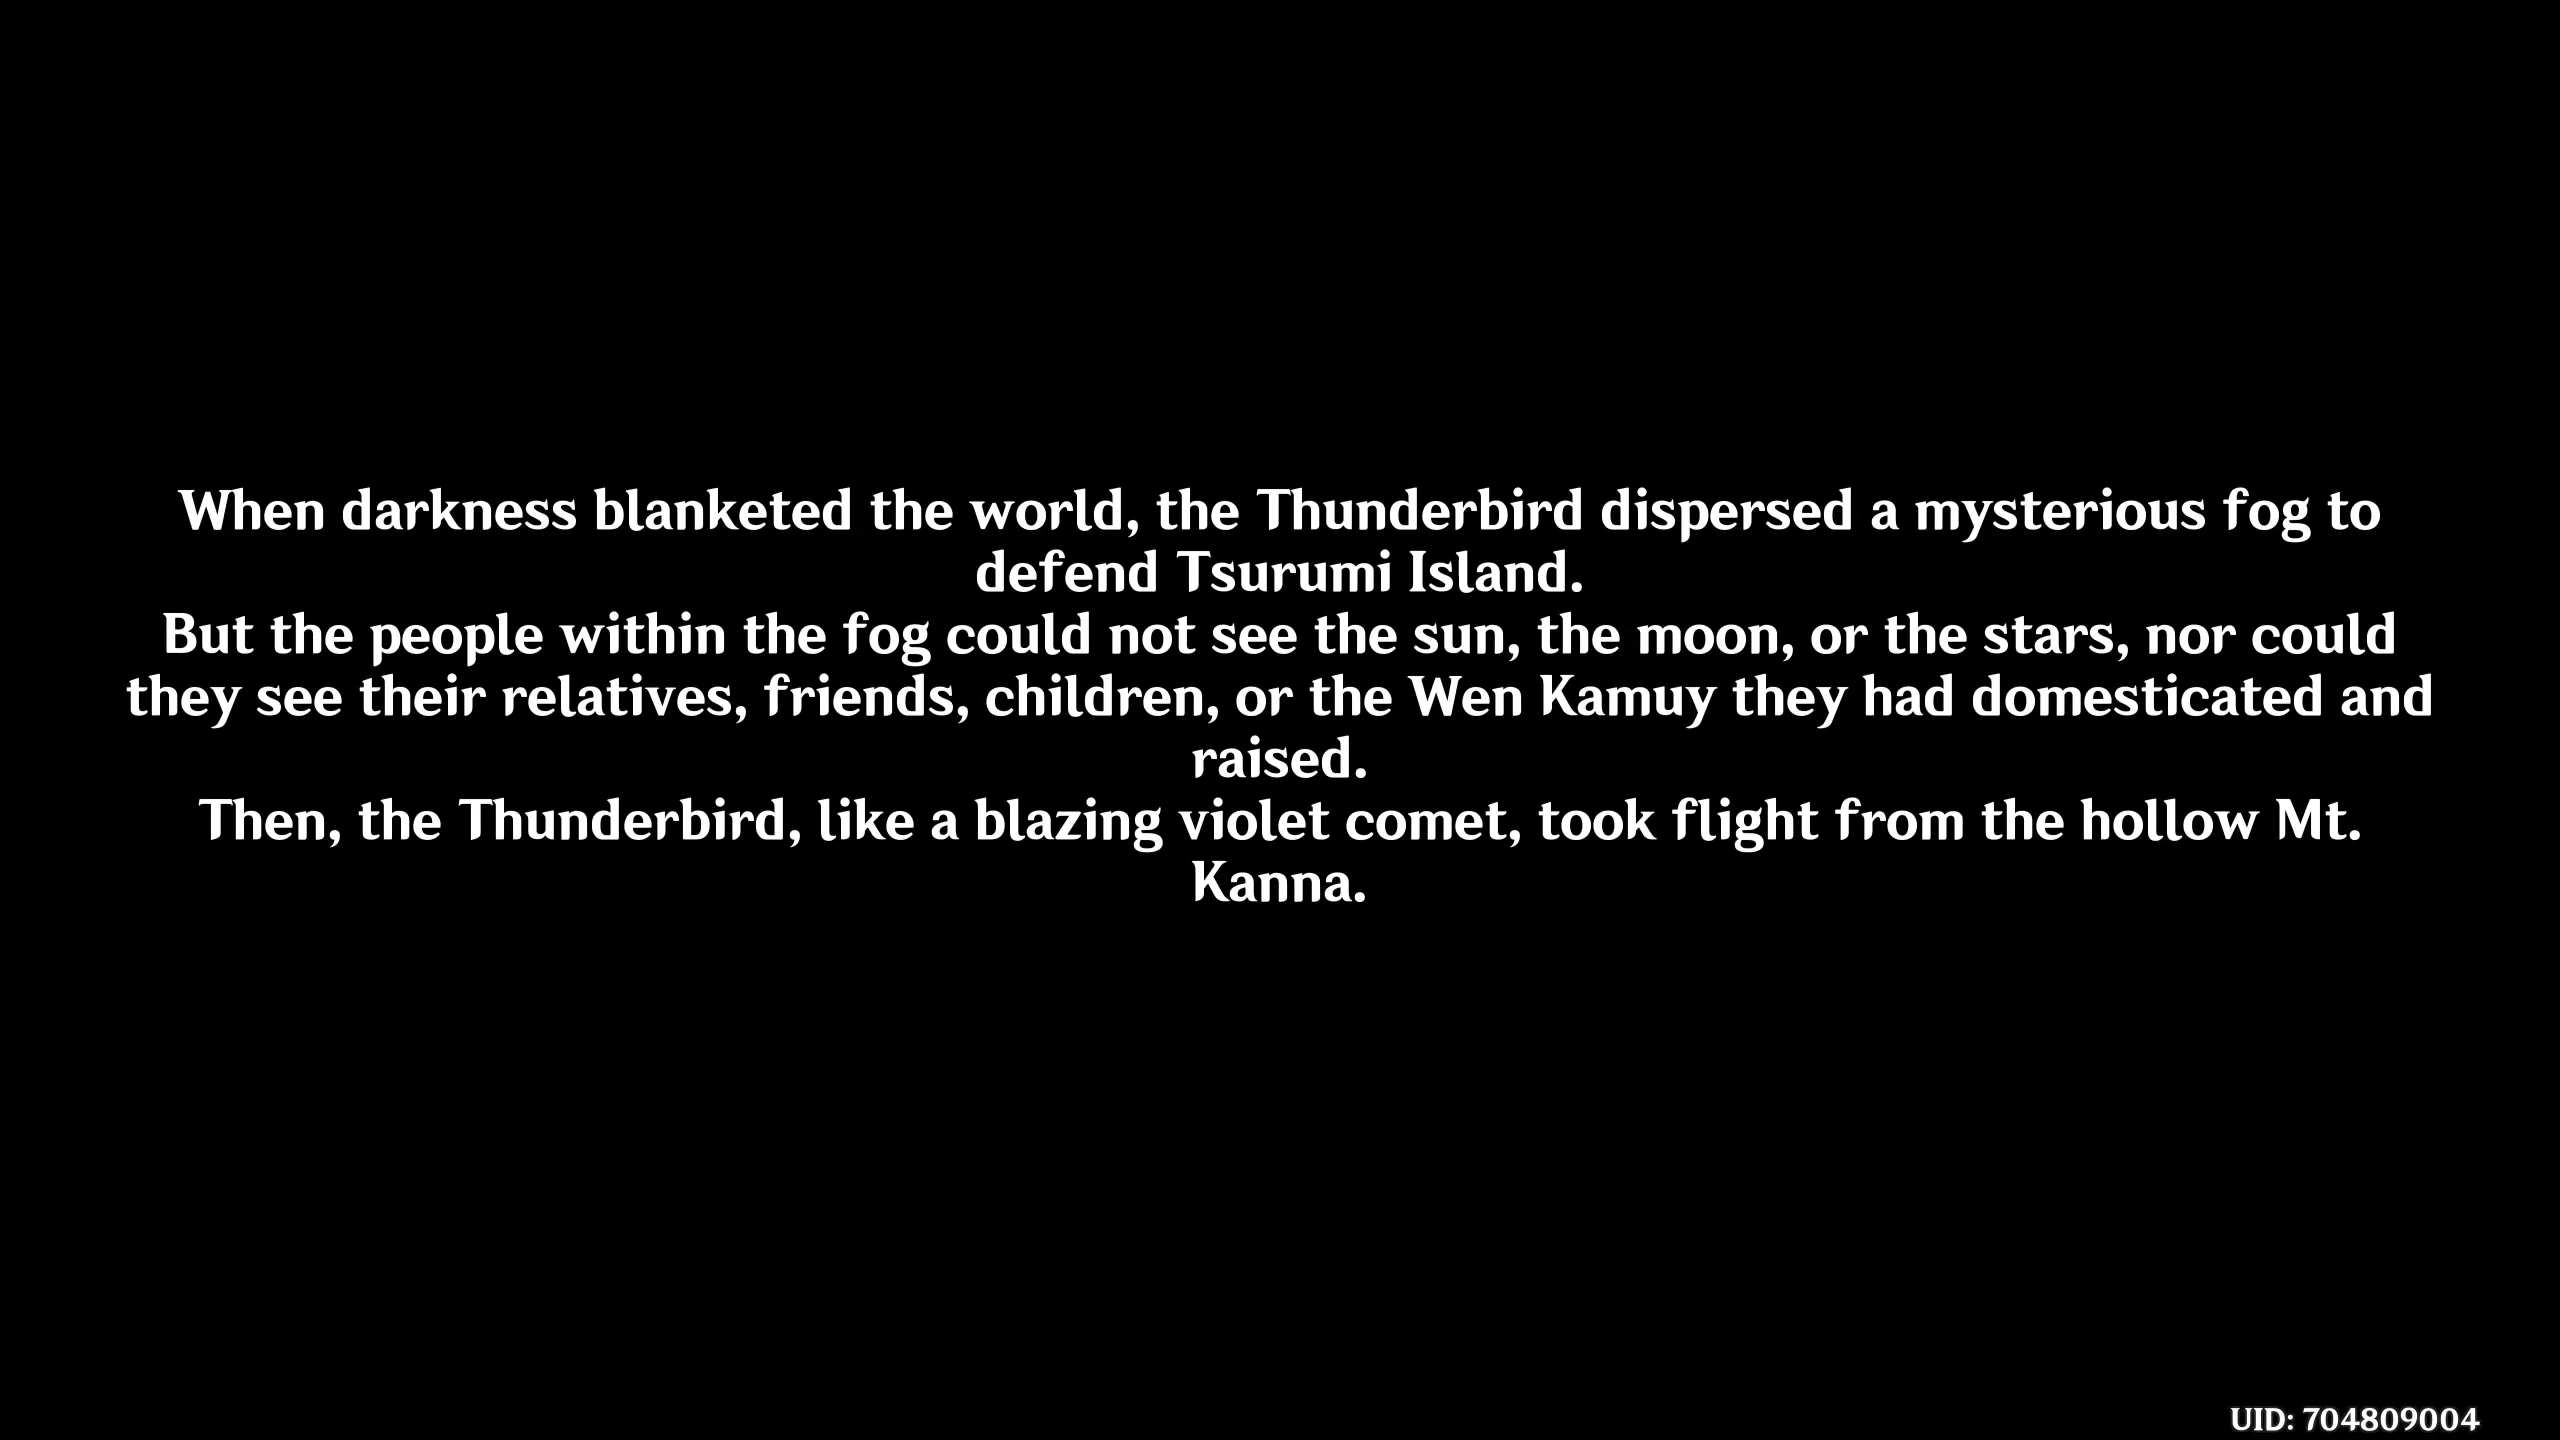 When darkness blanketed the world, the Thunderbird dispersed a mysterious fog to
defend Tsurumi Island.
But the people within the fog could not see the sun, the moon, or the stars, nor could
they see their relatives, friends, children, or the Wen Kamuy they had domesticated and
raised.
Then, the Thunderbird, like a blazing violet comet, took flight from the hollow Mt.
Kanna.
UID: 704809004